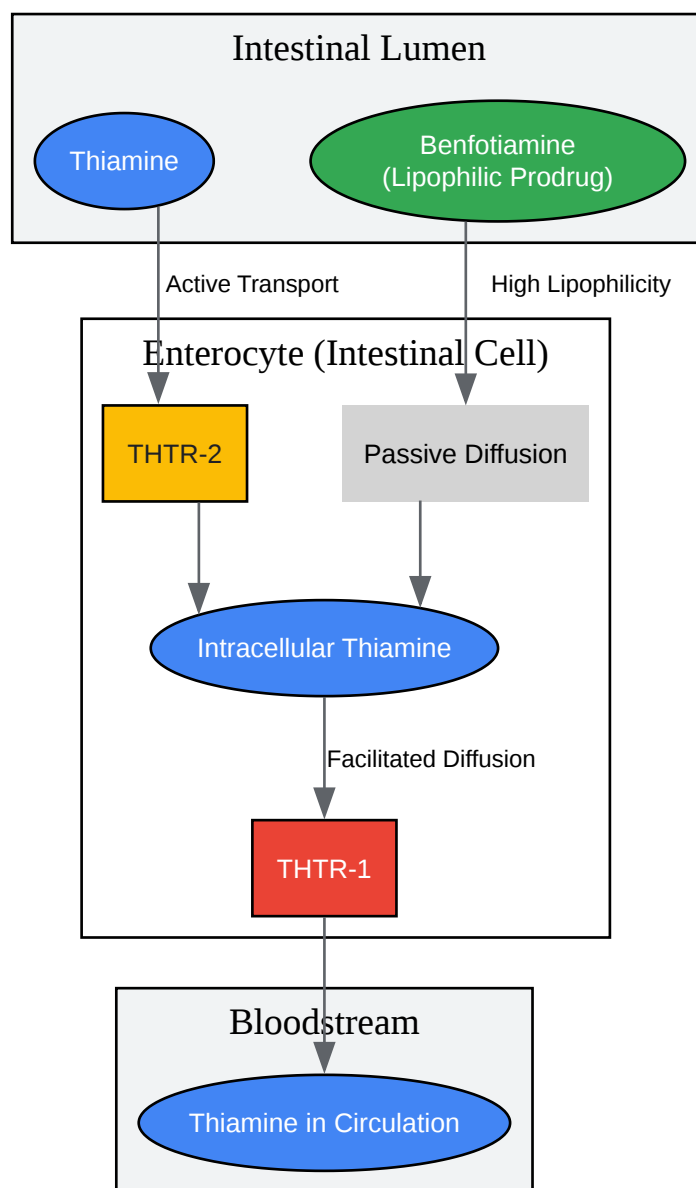 Intestinal Lumen
Thiamine
Benfotiamine
(Lipophilic Prodrug)
Active Transport
High Lipophilicity
Enterocyte (Intestinal Cell)
THTR-2
Passive Diffusion
Intracellular Thiamine
Facilitated Diffusion
THTR-1
Bloodstream
Thiamine in Circulation